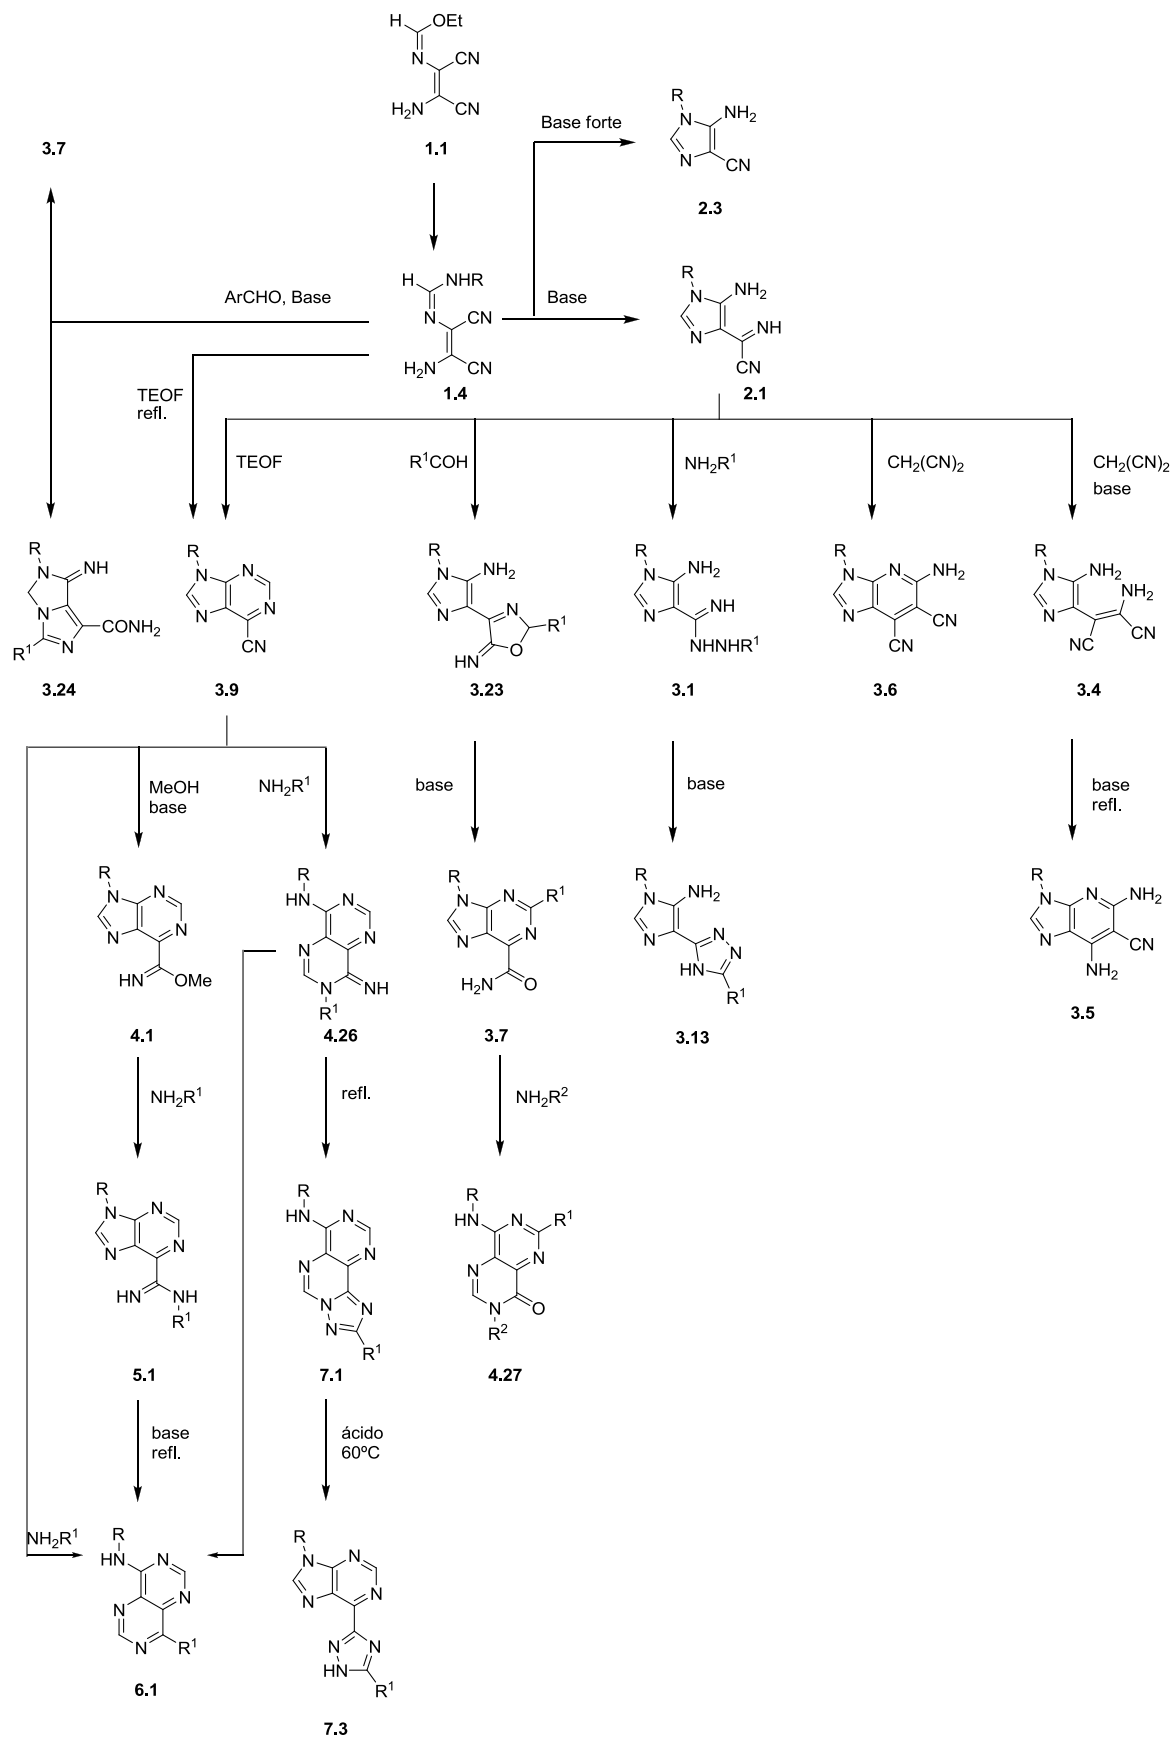 H OEt
N CN
H₂N CN
1.1
3.7
Base forte
R
N NH₂
N CN
2.3
ArCHO, Base
H NHR
N CN
H₂N CN
1.4
Base
R
N NH₂
N NH
CN
2.1
TEOF
refl.
TEOF
R¹COH
NH₂R¹
CH₂(CN)₂
CH₂(CN)₂
base
R
N NH
N CONH₂
R¹ N
3.24
R
N N
N N
CN
3.9
R
N NH₂
N N
R¹
HN O
3.23
R
N NH₂
N NH
NHNHR¹
3.1
R
N N NH₂
N CN
CN
3.6
R
N NH₂
NH₂
N
NC CN
3.4
MeOH
base
NH₂R¹
base
base
base
refl.
R
N N
N N
HN OMe
4.1
R
HN N
N N
N NH
R¹
4.26
R
N N R¹
N N
H₂N O
3.7
R
N NH₂
N N
N
HN
R¹
3.13
R
N N NH₂
N CN
NH₂
3.5
NH₂R¹
refl.
NH₂R²
R
N N
N N
HN NH
R¹
5.1
R
HN N
N N
N N
N
R¹
7.1
R
HN N R¹
N N
N O
R²
4.27
base
refl.
ácido
60ºC
NH₂R¹
R
HN N
N N
N R¹
6.1
R
N N
N N
N N
HN
R¹
7.3